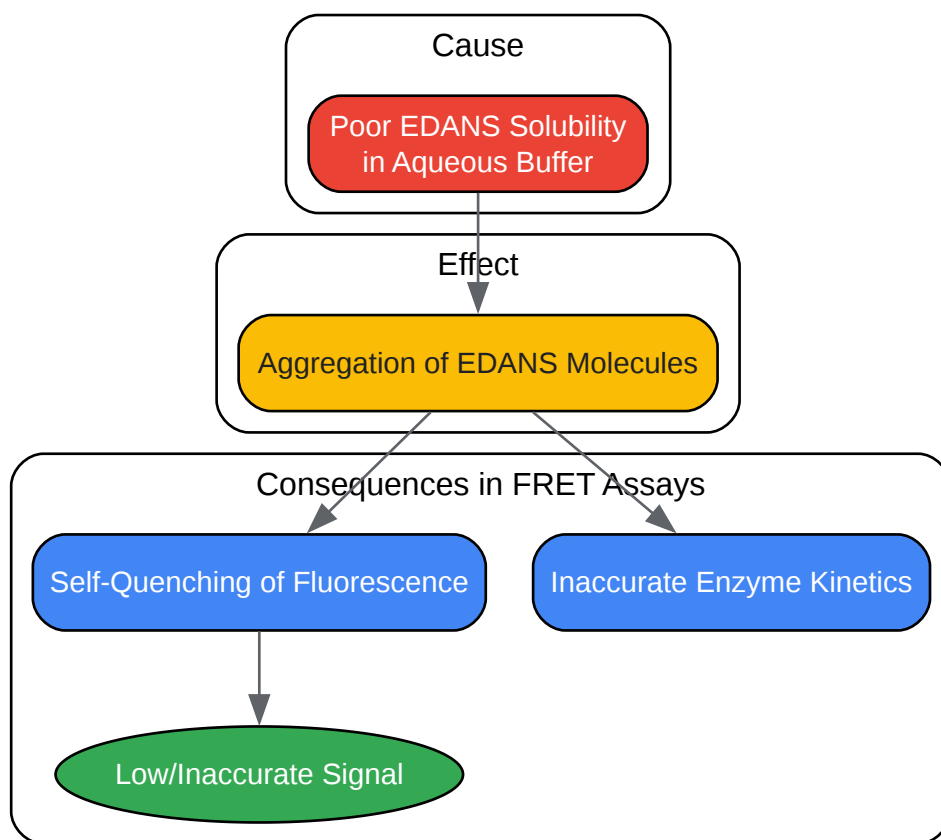 Cause
Poor EDANS Solubility
in Aqueous Buffer
Effect
Aggregation of EDANS Molecules
Consequences in FRET Assays
Self-Quenching of Fluorescence
Inaccurate Enzyme Kinetics
Low/Inaccurate Signal